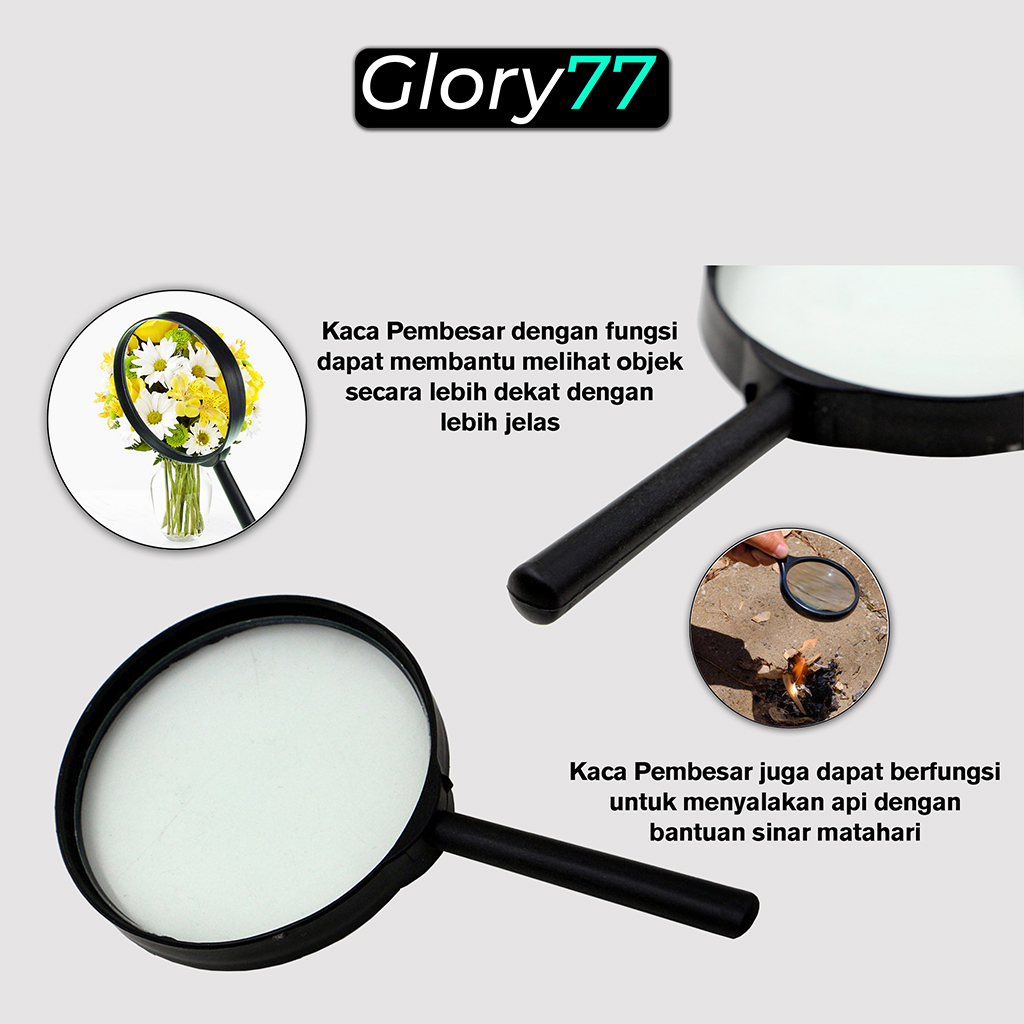 Glory77
Kaca Pembesar dengan fungsi
dapat membantu melihat objek
secara lebih dekat dengan
lebih jelas
Kaca Pembesar juga dapat berfungsi
untuk menyalakan api dengan
bantuan sinar matahari